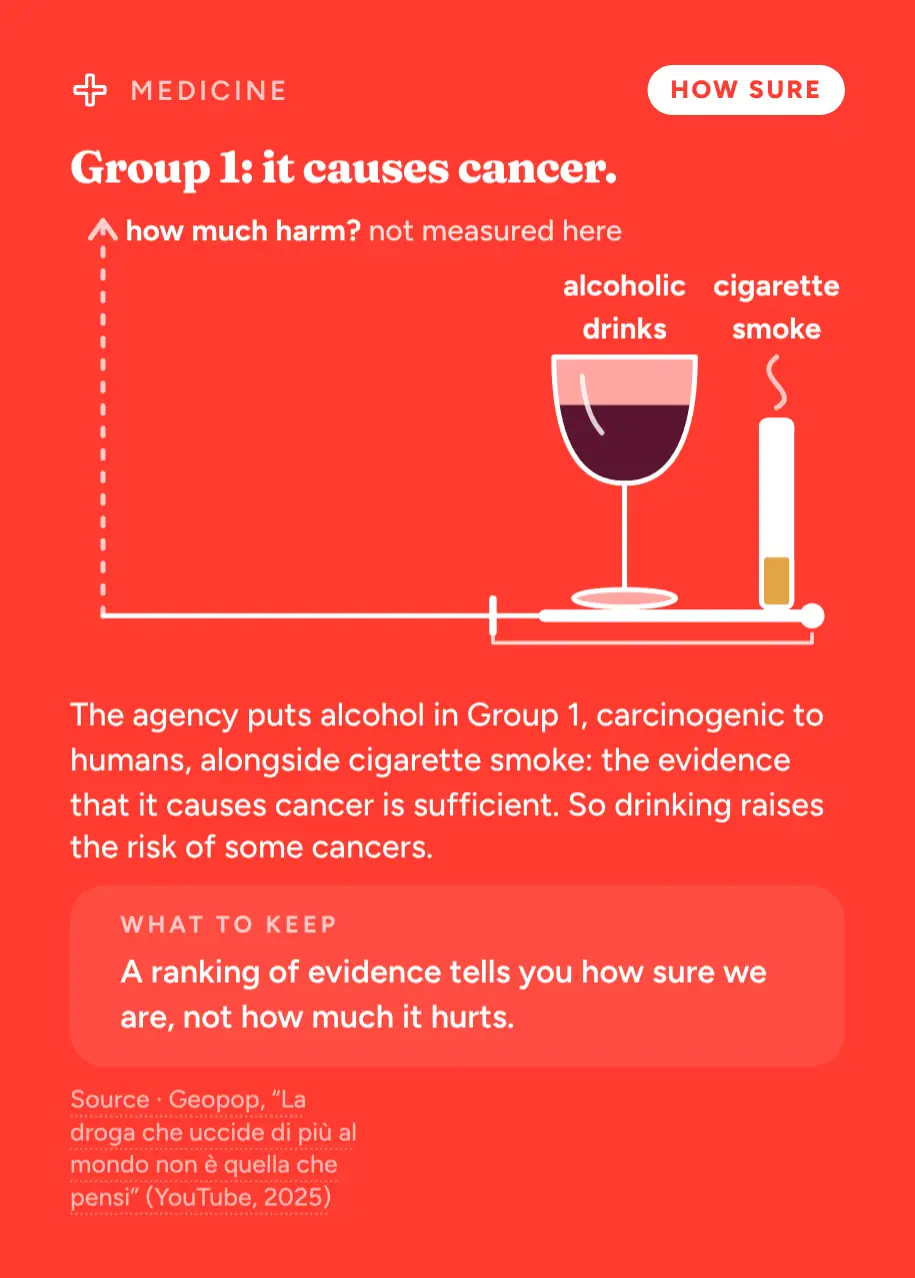 MEDICINE
HOW SURE
Group 1: it causes cancer.
how much harm? not measured here
alcoholic
drinks
cigarette
smoke
The agency puts alcohol in Group 1, carcinogenic to
humans, alongside cigarette smoke: the evidence
that it causes cancer is sufficient. So drinking raises
the risk of some cancers.
WHAT TO KEEP
A ranking of evidence tells you how sure we
are, not how much it hurts.
Source · Geopop, “La
droga che uccide di più al
mondo non è quella che
pensi” (YouTube, 2025)